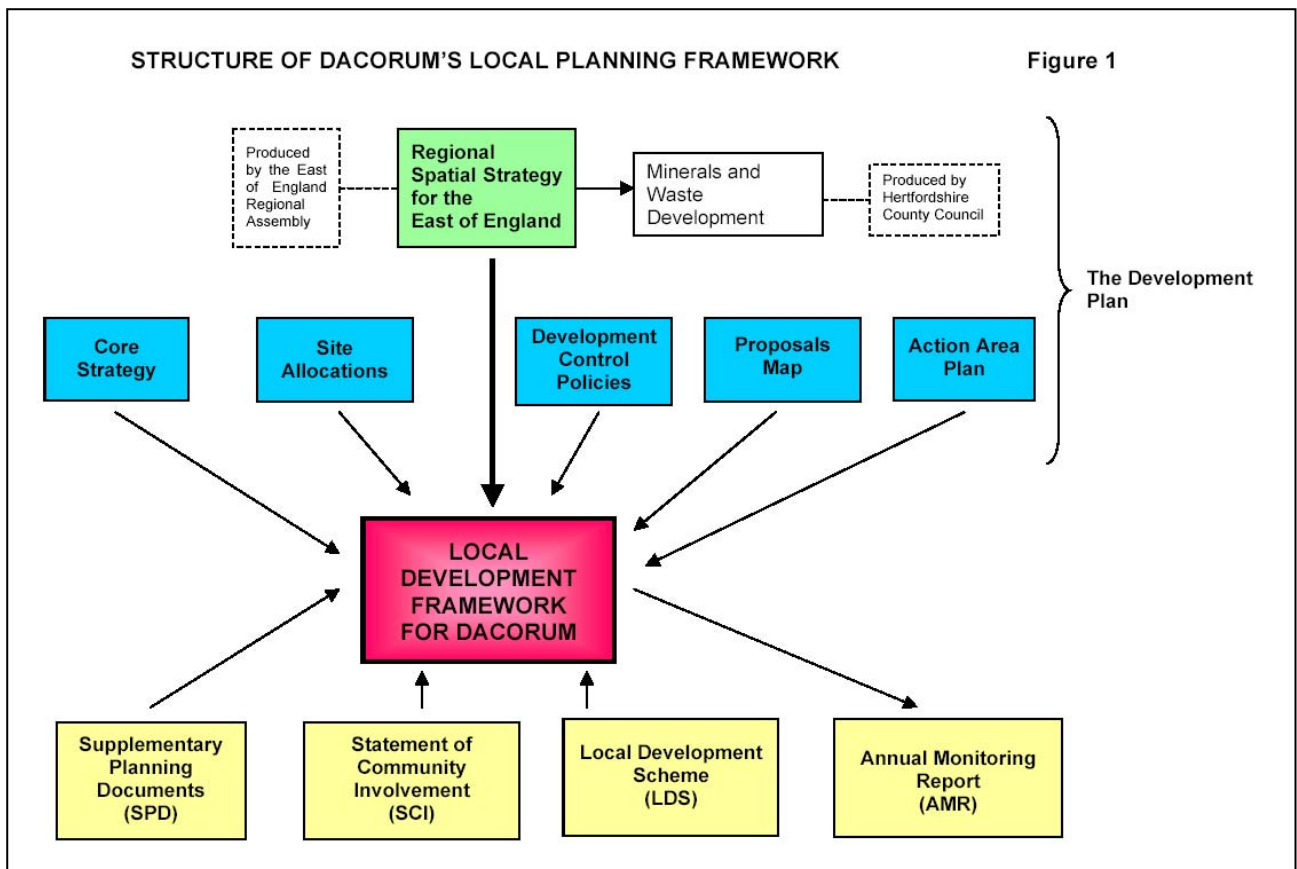 STRUCTURE OF DACORUM'S LOCAL PLANNING FRAMEWORK
Figure 1
Produced
by the East
of England
Regional
Assembly
Regional
Spatial Strategy
for the
East of England
Minerals and
Waste
Development
Produced by
Hertfordshire
County Council
The Development
Plan
Core
Strategy
Site
Allocations
Development
Control
Policies
Proposals
Map
Action Area
Plan
LOCAL
DEVELOPMENT
FRAMEWORK
FOR DACORUM
Supplementary
Planning
Documents
(SPD)
Statement of
Community
Involvement
(SCI)
Local Development
Scheme
(LDS)
Annual Monitoring
Report
(AMR)